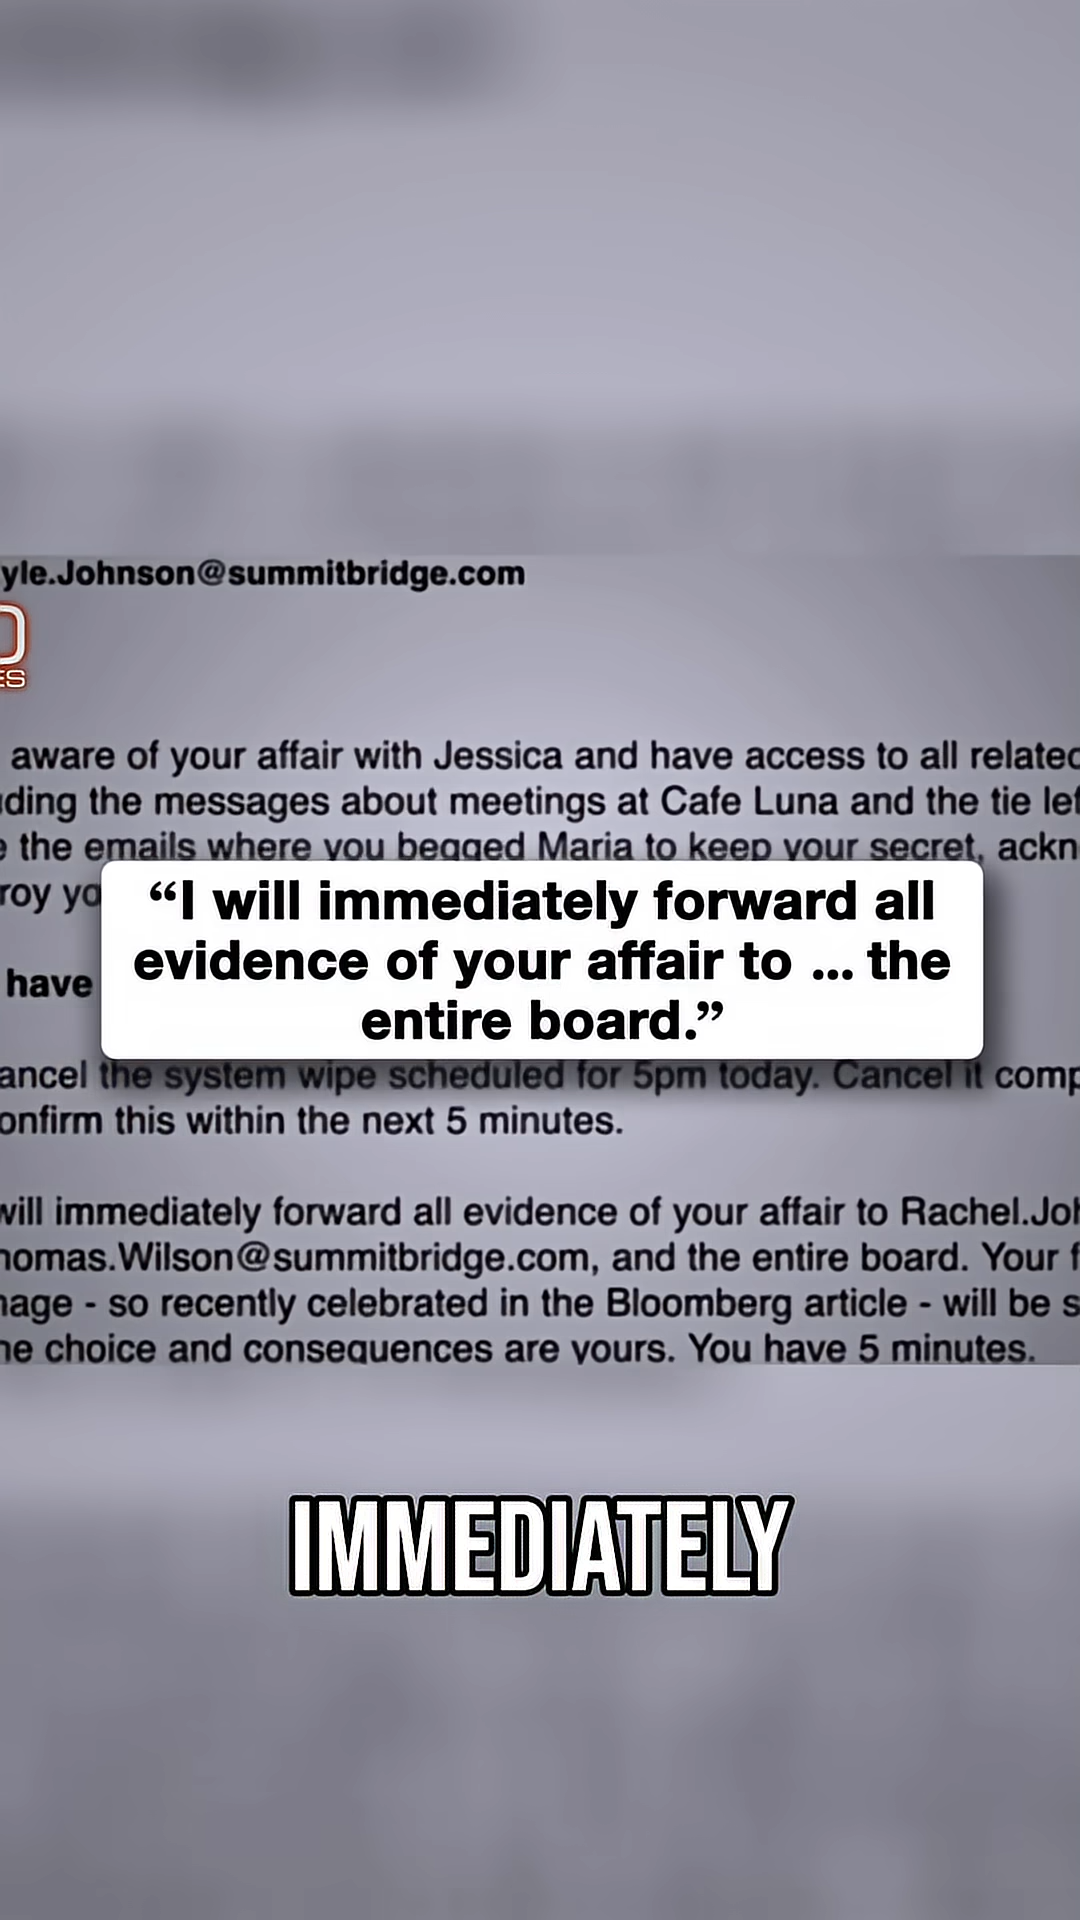 yle.Johnson@summitbridge.com
ES
aware of your affair with Jessica and have access to all related
ding the messages about meetings at Cafe Luna and the tie lef
the emails where you begged Maria to keep your secret, ackn
roy yo
“I will immediately forward all
evidence of your affair to ... the
entire board.”
have
ancel the system wipe scheduled for 5pm today. Cancel it comp
onfirm this within the next 5 minutes.
will immediately forward all evidence of your affair to Rachel.Joh
homas.Wilson@summitbridge.com, and the entire board. Your f
mage - so recently celebrated in the Bloomberg article - will be s
he choice and consequences are yours. You have 5 minutes.
IMMEDIATELY